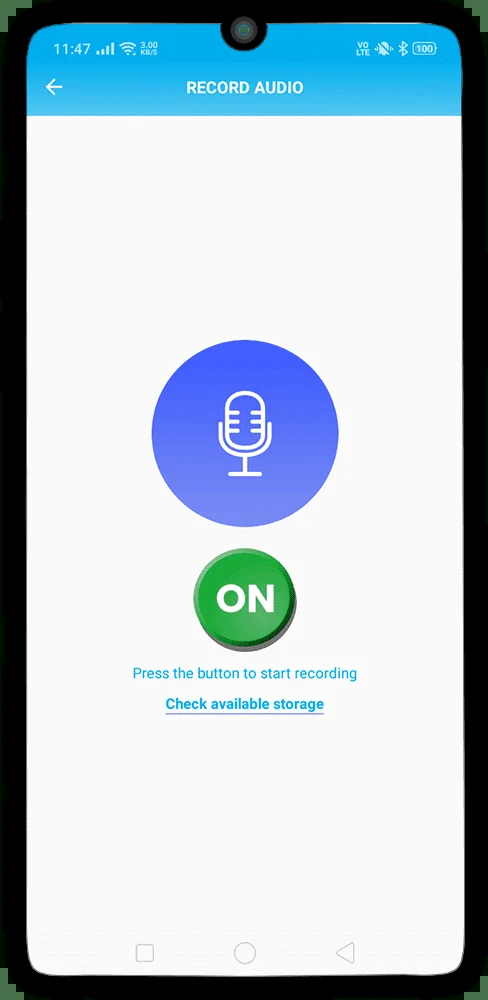 11:47 3.00 KB/S VO LTE 100
RECORD AUDIO
ON
Press the button to start recording
Check available storage